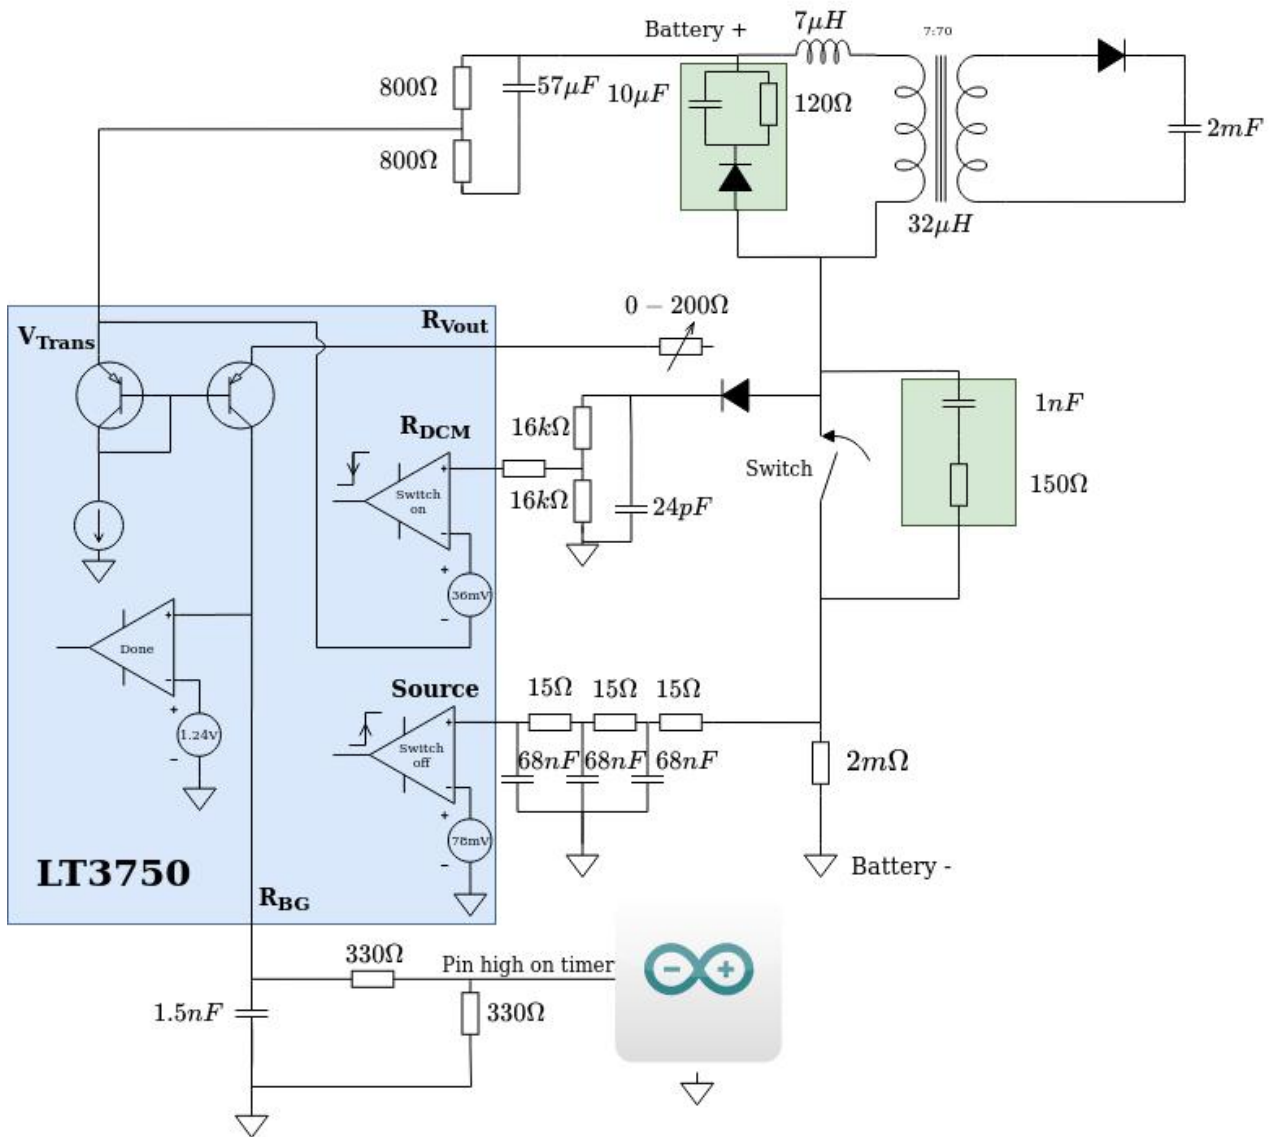 7μH
7:70
Battery +
800Ω
57μF
10μF
120Ω
2mF
800Ω
32μH
0 − 200Ω
R_Vout
V_Trans
1nF
16kΩ
R_DCM
Switch
Switch
on
+
-
16kΩ
24pF
150Ω
+
36mV
-
+
Done
-
Source
15Ω
15Ω
15Ω
+
1.24V
-
+
Switch
off
-
68nF
68nF
68nF
2mΩ
+
78mV
-
LT3750
Battery -
R_BG
330Ω
Pin high on timer
1.5nF
330Ω
− +